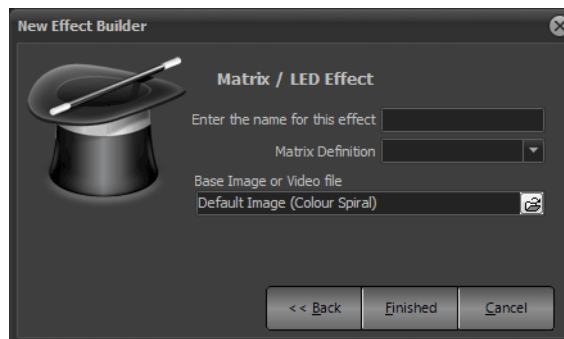 New Effect Builder
Matrix / LED Effect
Enter the name for this effect
Matrix Definition
Base Image or Video file
Default Image (Colour Spiral)
<< Back
Finished
Cancel